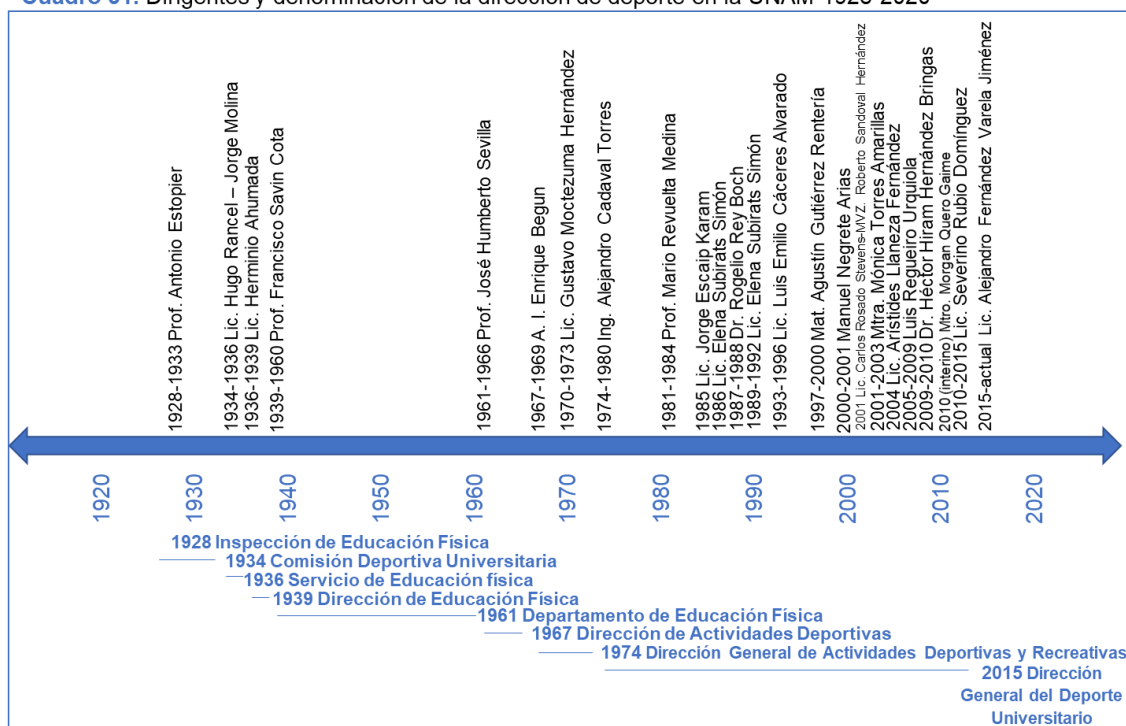 Cuadro 01: Dirigentes y denominación de la dirección de deporte en la UNAM 1928-2020
1928-1933 Prof. Antonio Estopier
1934-1936 Lic. Hugo Rancel – Jorge Molina
1936-1939 Lic. Herminio Ahumada
1939-1960 Prof. Francisco Savin Cota
1961-1966 Prof. José Humberto Sevilla
1967-1969 A. I. Enrique Begun
1970-1973 Lic. Gustavo Moctezuma Hernández
1974-1980 Ing. Alejandro Cadaval Torres
1981-1984 Prof. Mario Revuelta Medina
1985 Lic. Jorge Escaip Karam
1986 Lic. Elena Subirats Simón
1987-1988 Dr. Rogelio Rey Boch
1989-1992 Lic. Elena Subirats Simón
1993-1996 Lic. Luis Emilio Cáceres Alvarado
1997-2000 Mat. Agustín Gutiérrez Rentería
2000-2001 Manuel Negrete Arias
2001 Lic. Carlos Rosado Stevens-MVZ. Roberto Sandoval Hernández
2001-2003 Mtra. Mónica Torres Amarillas
2004 Lic. Arístides Llaneza Fernández
2005-2009 Luis Regueiro Urquiola
2009-2010 Dr. Héctor Hiram Hernández Bringas
2010 (interino) Mtro. Morgan Quero Gaime
2010-2015 Lic. Severino Rubio Domínguez
2015-actual Lic. Alejandro Fernández Varela Jiménez
1920
1930
1940
1950
1960
1970
1980
1990
2000
2010
2020
1928 Inspección de Educación Física
1934 Comisión Deportiva Universitaria
1936 Servicio de Educación física
1939 Dirección de Educación Física
1961 Departamento de Educación Física
1967 Dirección de Actividades Deportivas
1974 Dirección General de Actividades Deportivas y Recreativas
2015 Dirección
General del Deporte
Universitario